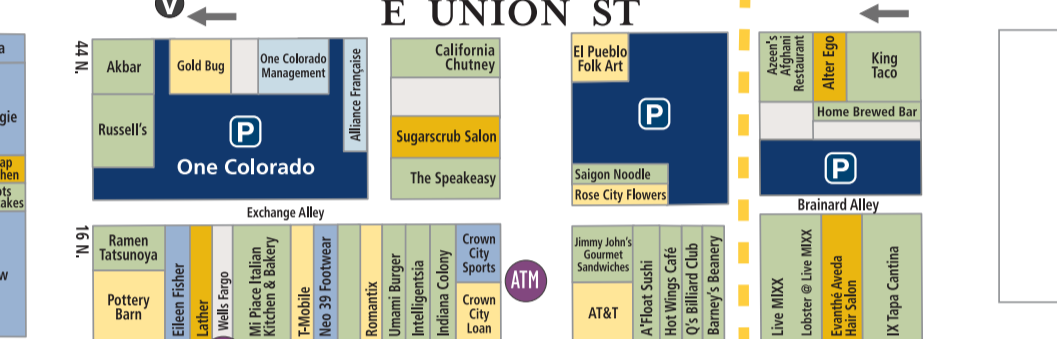 V
E UNION ST
a
gie
ap
hen
ots
akes
w
44 N.
Akbar
Russell's
Gold Bug
One Colorado
Management
Alliance Française
P
One Colorado
California
Chutney
Sugarscrub Salon
The Speakeasy
El Pueblo
Folk Art
P
Saigon Noodle
Rose City Flowers
Azeen's
Afghani
Restaurant
Alter Ego
King
Taco
Home Brewed Bar
P
Exchange Alley
Brainard Alley
16 N.
Ramen
Tatsunoya
Pottery
Barn
Eileen Fisher
Lather
Wells Fargo
Mi Piace Italian
Kitchen & Bakery
T-Mobile
Neo 39 Footwear
Romantix
Umami Burger
Intelligentsia
Indiana Colony
Crown
City
Sports
Crown
City
Loan
ATM
Jimmy John's
Gourmet
Sandwiches
AT&T
A'Float Sushi
Hot Wings Café
Q's Billiard Club
Barney's Beanery
Live MIXX
Lobster @ Live MIXX
Evanthé Aveda
Hair Salon
IX Tapa Cantina